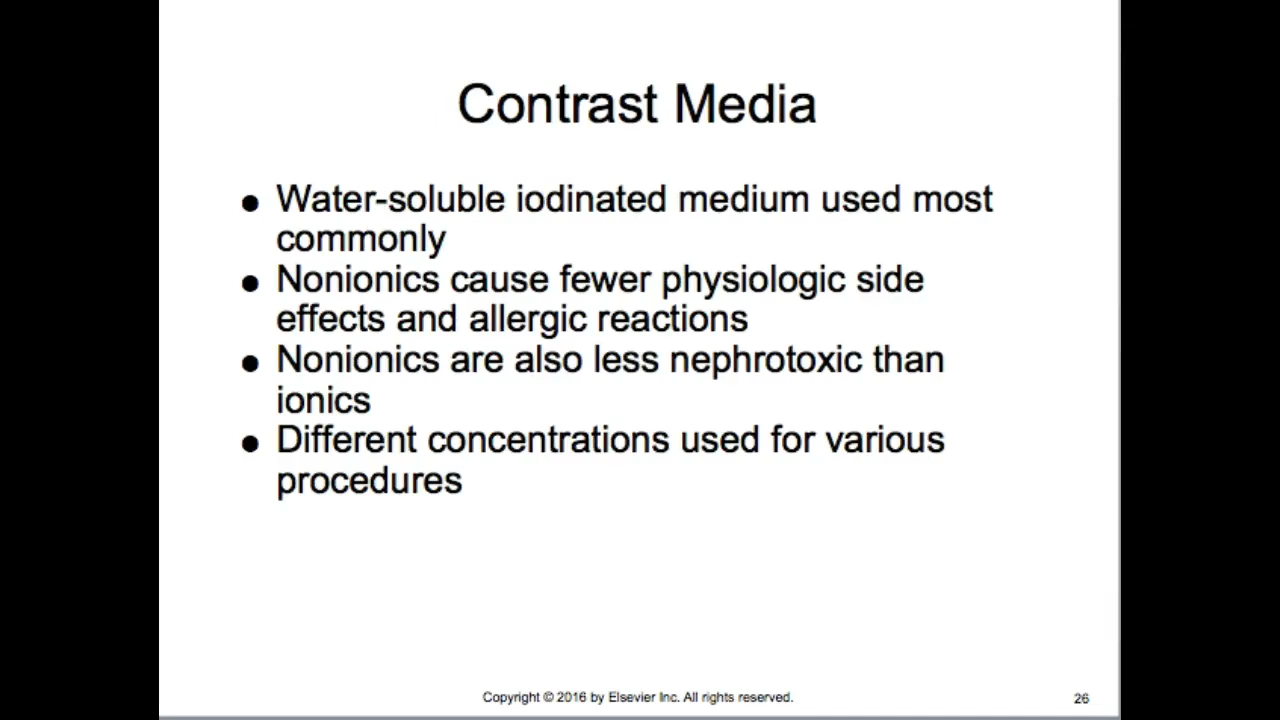 Contrast Media
● Water-soluble iodinated medium used most
commonly
● Nonionics cause fewer physiologic side
effects and allergic reactions
● Nonionics are also less nephrotoxic than
ionics
● Different concentrations used for various
procedures
Copyright © 2016 by Elsevier Inc. All rights reserved.
26